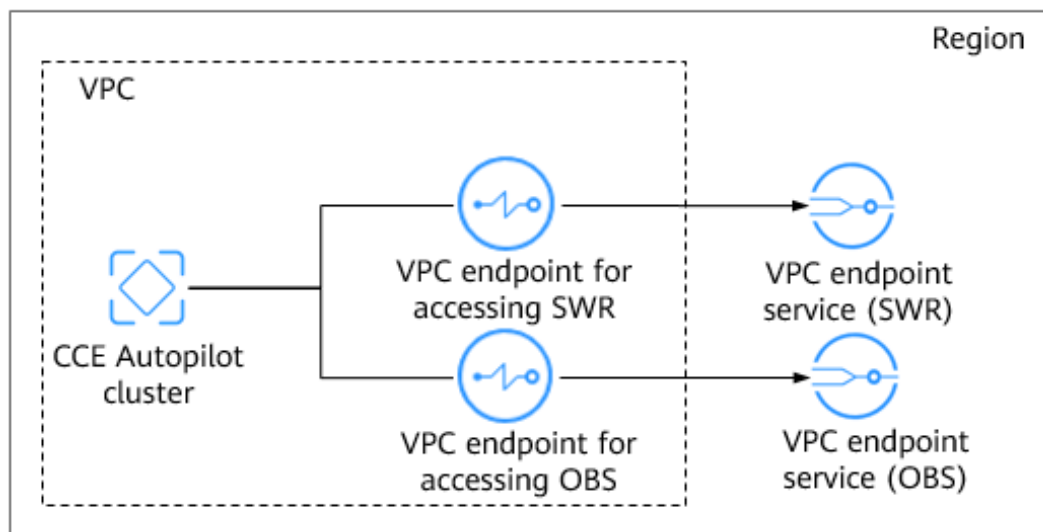 Region
VPC
VPC endpoint for
accessing SWR
VPC endpoint
service (SWR)
CCE Autopilot
cluster
VPC endpoint for
accessing OBS
VPC endpoint
service (OBS)